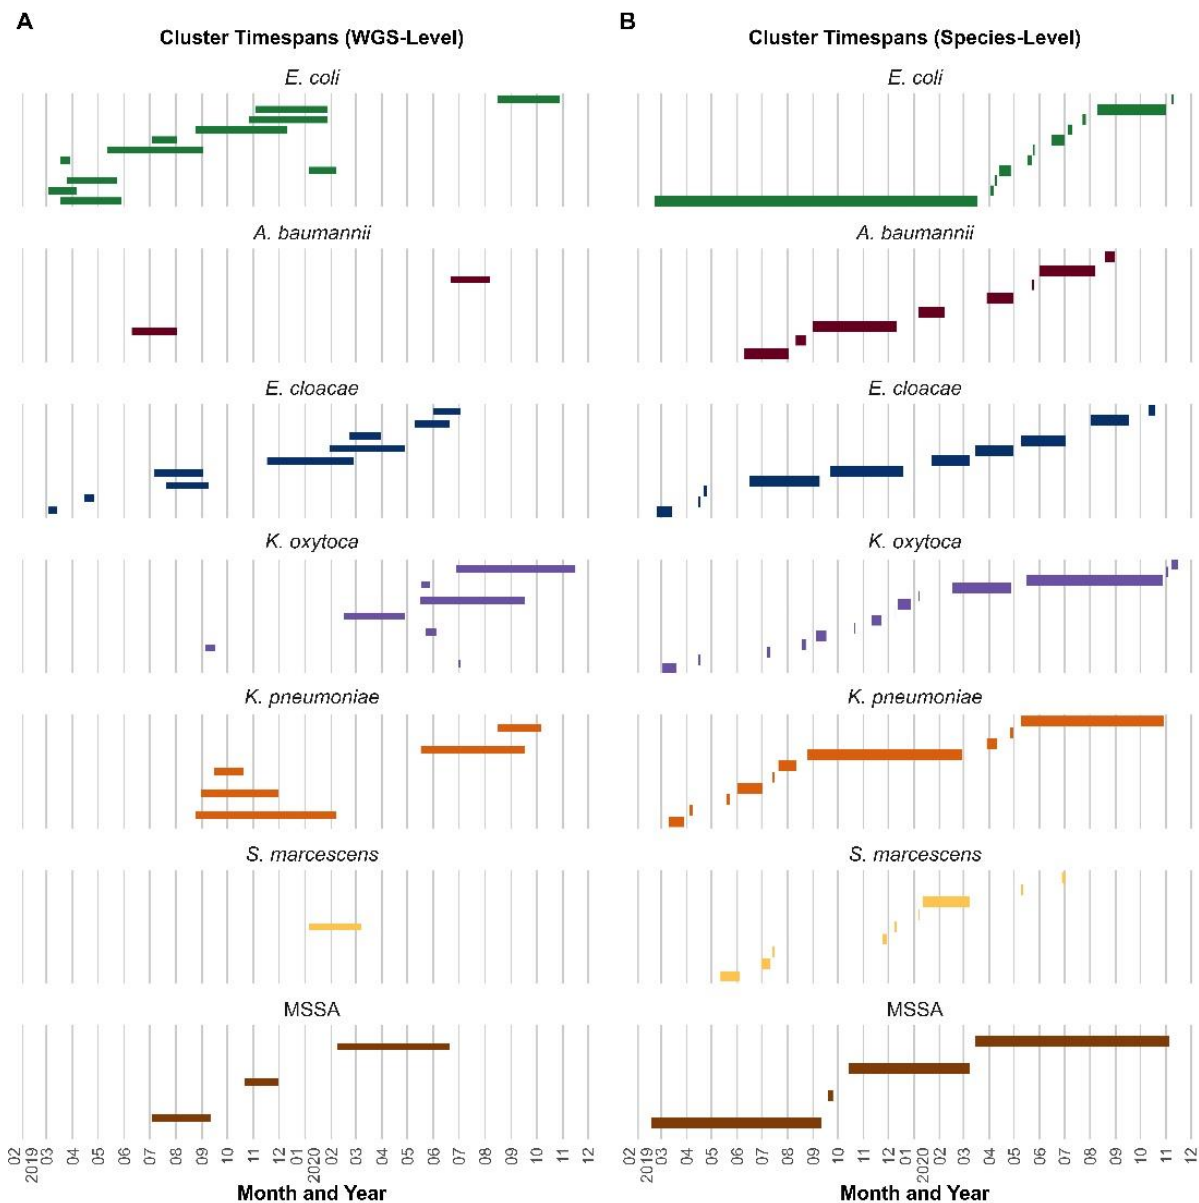 A
Cluster Timespans (WGS-Level)
E. coli
A. baumannii
E. cloacae
K. oxytoca
K. pneumoniae
S. marcescens
MSSA
02
2019
03
04
05
06
07
08
09
10
11
12
01
2020
02
03
04
05
06
07
08
09
10
11
12
Month and Year
B
Cluster Timespans (Species-Level)
E. coli
A. baumannii
E. cloacae
K. oxytoca
K. pneumoniae
S. marcescens
MSSA
02
2019
03
04
05
06
07
08
09
10
11
12
01
2020
02
03
04
05
06
07
08
09
10
11
12
Month and Year